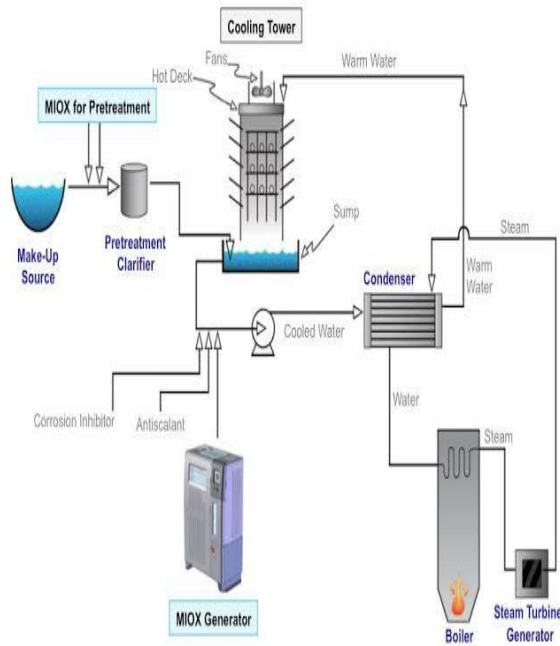 Cooling Tower
Fans
Hot Deck
Warm Water
MIOX for Pretreatment
Make-Up
Source
Pretreatment
Clarifier
Sump
Steam
Condenser
Warm
Water
Cooled Water
Water
Corrosion Inhibitor
Antiscalant
Steam
MIOX Generator
Boiler
Steam Turbine
Generator